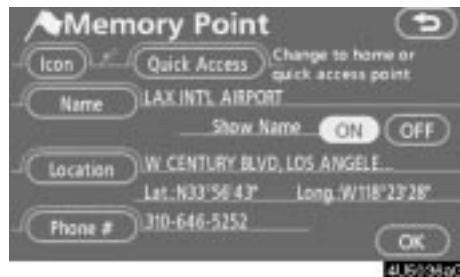 Memory Point
Icon
Quick Access
Change to home or
quick access point
Name
LAX INT'L AIRPORT
Show Name
ON
OFF
Location
W CENTURY BLVD, LOS ANGELE...
Lat.:N33°56'43" Long.:W118°23'28"
Phone #
310-646-5252
OK